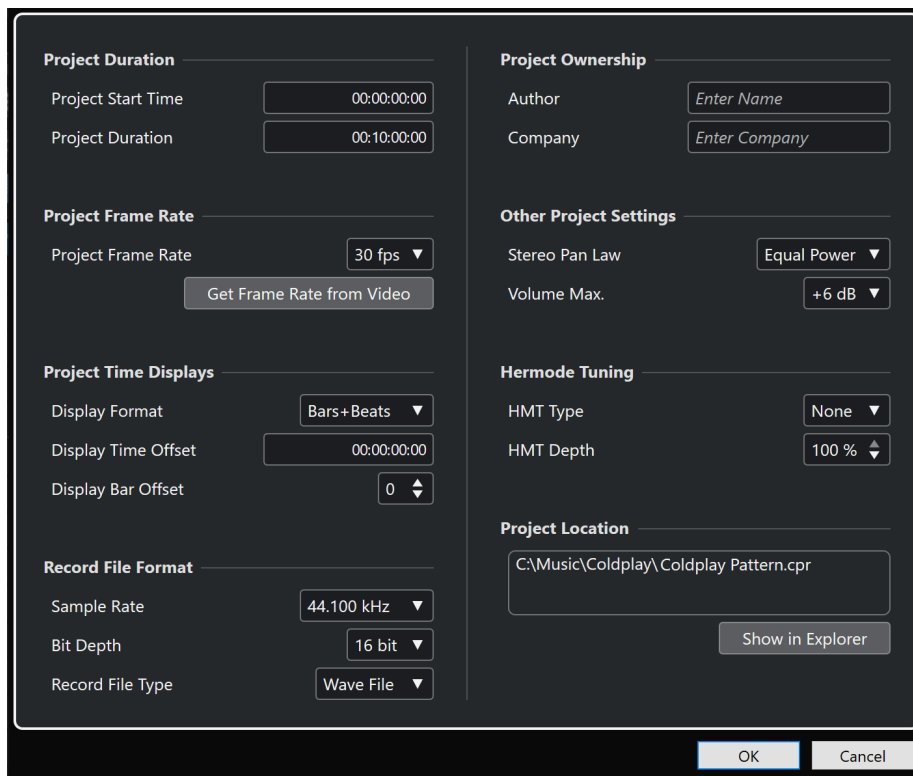 Project Duration
Project Start Time 00:00:00:00
Project Duration 00:10:00:00
Project Frame Rate
Project Frame Rate 30 fps
Get Frame Rate from Video
Project Time Displays
Display Format Bars+Beats
Display Time Offset 00:00:00:00
Display Bar Offset 0
Record File Format
Sample Rate 44.100 kHz
Bit Depth 16 bit
Record File Type Wave File
Project Ownership
Author Enter Name
Company Enter Company
Other Project Settings
Stereo Pan Law Equal Power
Volume Max. +6 dB
Hermode Tuning
HMT Type None
HMT Depth 100 %
Project Location
C:\Music\Coldplay\Coldplay Pattern.cpr
Show in Explorer
OK Cancel